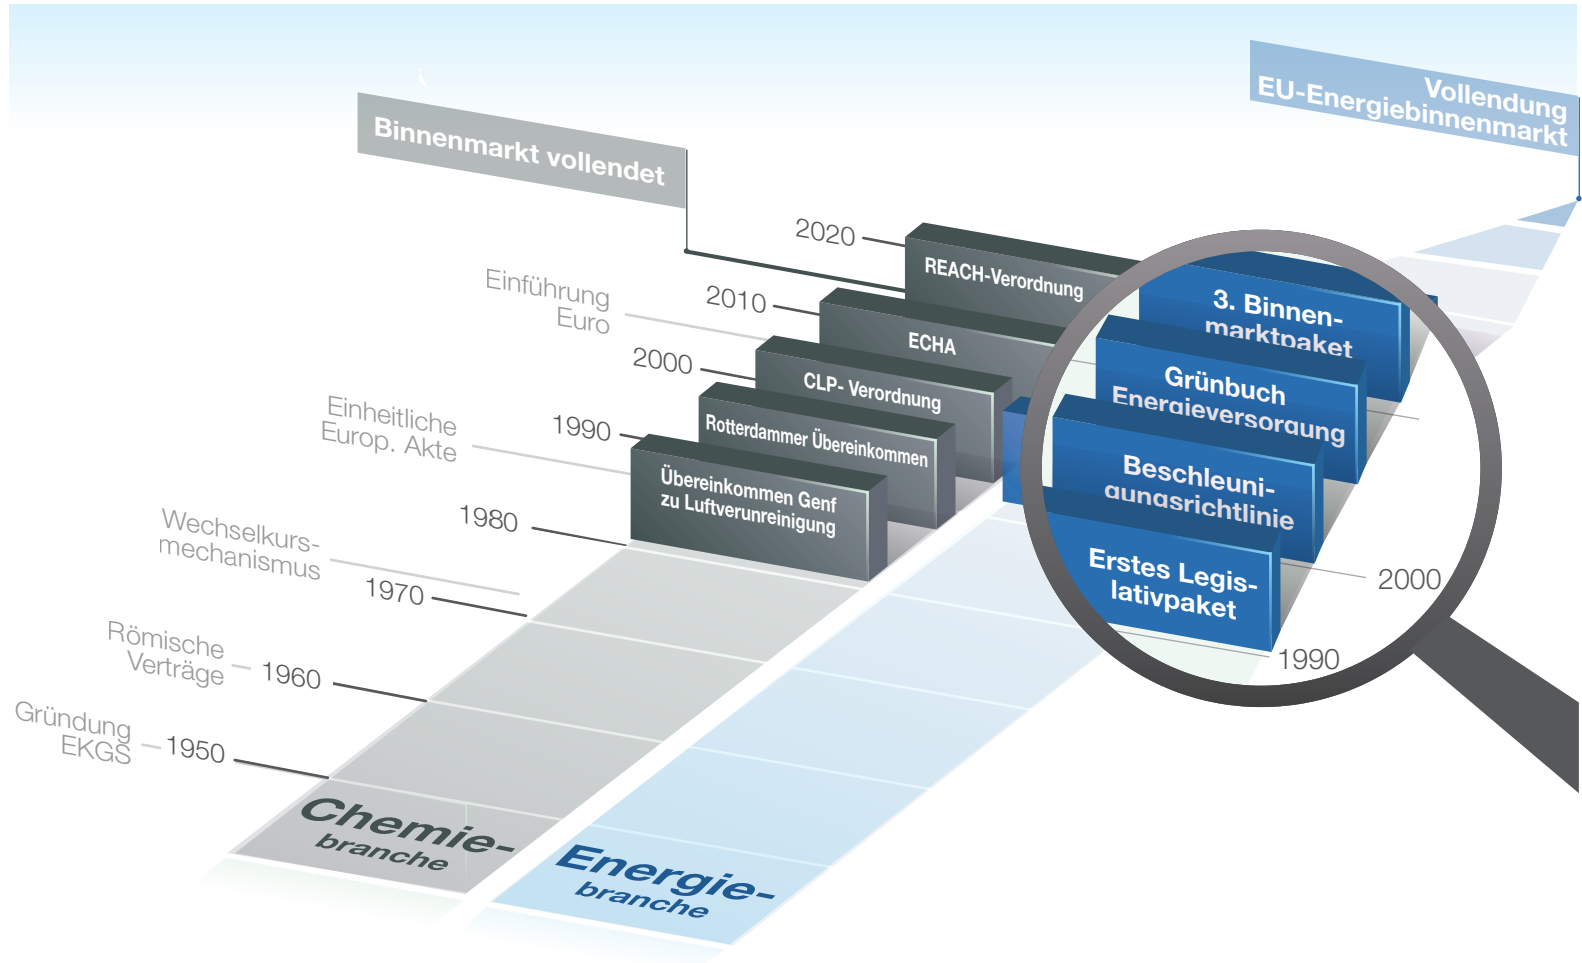 Binnenmarkt vollendet
Vollendung
EU-Energiebinnenmarkt
Einführung
Euro
Einheitliche
Europ. Akte
Wechselkurs-
mechanismus
Römische
Verträge
Gründung
EKGS
2020
2010
2000
1990
1980
1970
1960
1950
REACH-Verordnung
ECHA
CLP- Verordnung
Rotterdammer Übereinkommen
Übereinkommen Genf
zu Luftverunreinigung
3. Binnen-
marktpaket
Grünbuch
Energieversorgung
Beschleuni-
gungsrichtlinie
Erstes Legis-
lativpaket
2000
1990
Chemie-
branche
Energie-
branche